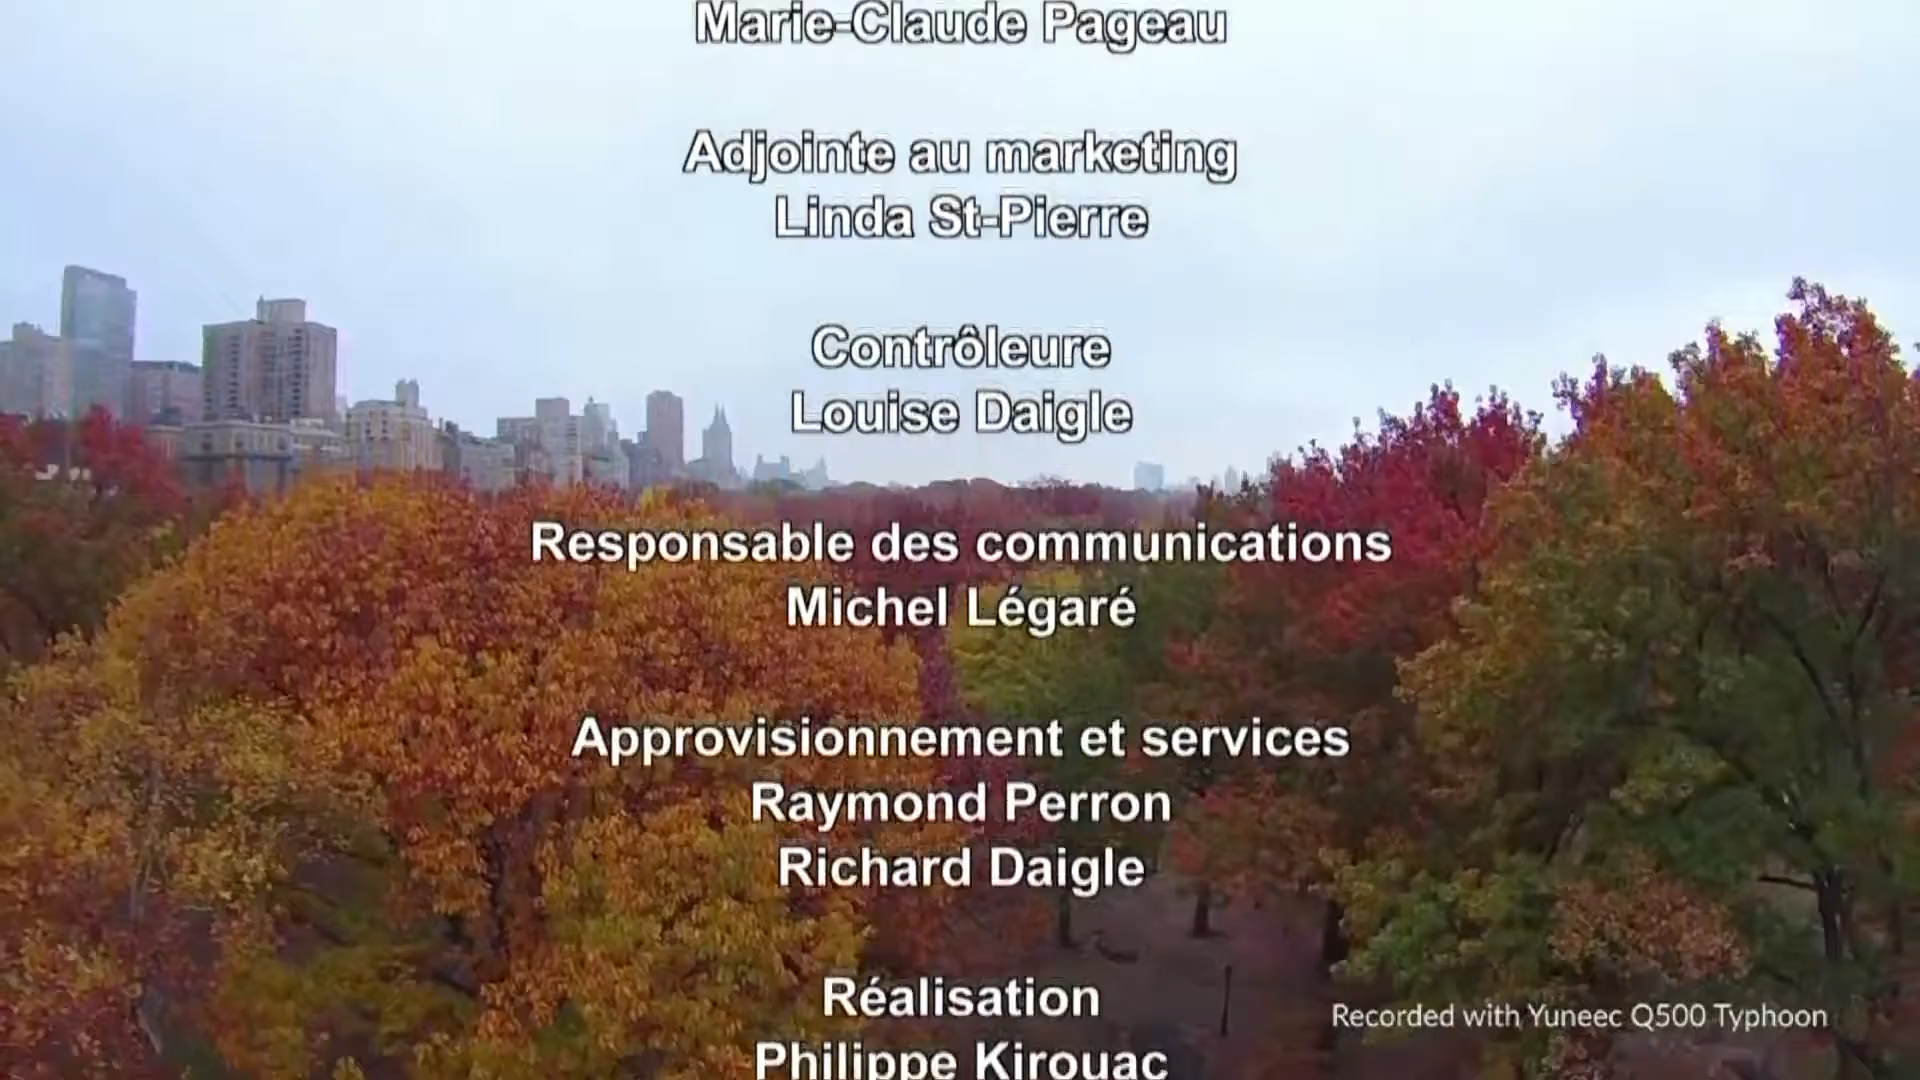 Marie-Claude Pageau
Adjointe au marketing
Linda St-Pierre
Contrôleure
Louise Daigle
Responsable des communications
Michel Légaré
Approvisionnement et services
Raymond Perron
Richard Daigle
Réalisation
Philippe Kirouac
Recorded with Yuneec Q500 Typhoon